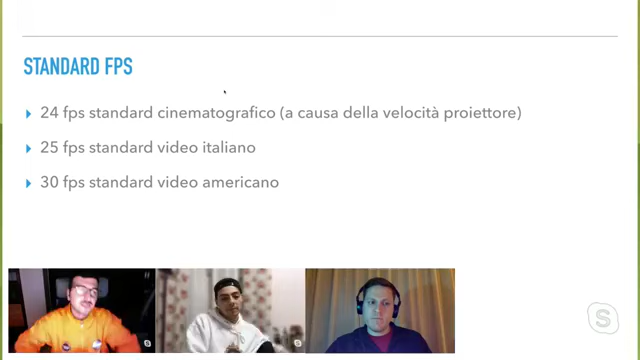 STANDARD FPS
24 fps standard cinematografico (a causa della velocità proiettore)
25 fps standard video italiano
30 fps standard video americano